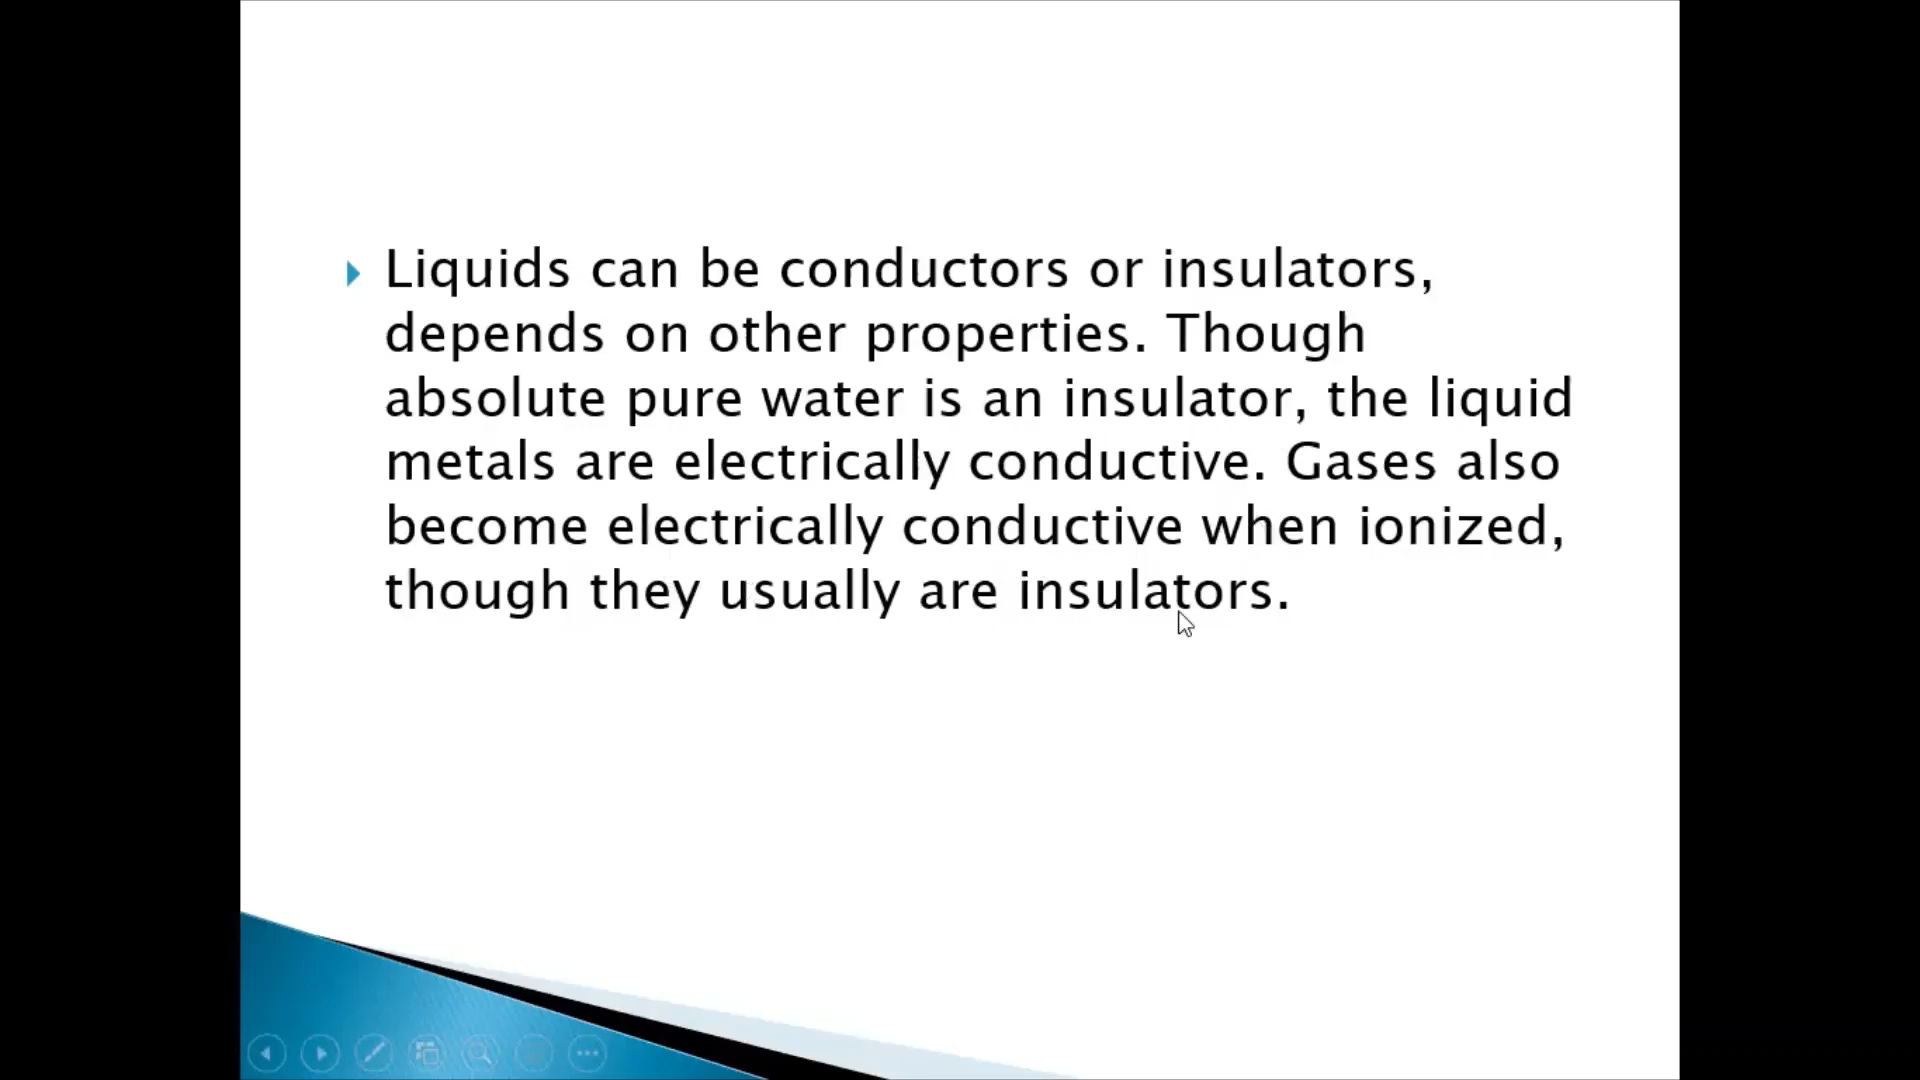 Liquids can be conductors or insulators,
depends on other properties. Though
absolute pure water is an insulator, the liquid
metals are electrically conductive. Gases also
become electrically conductive when ionized,
though they usually are insulators.